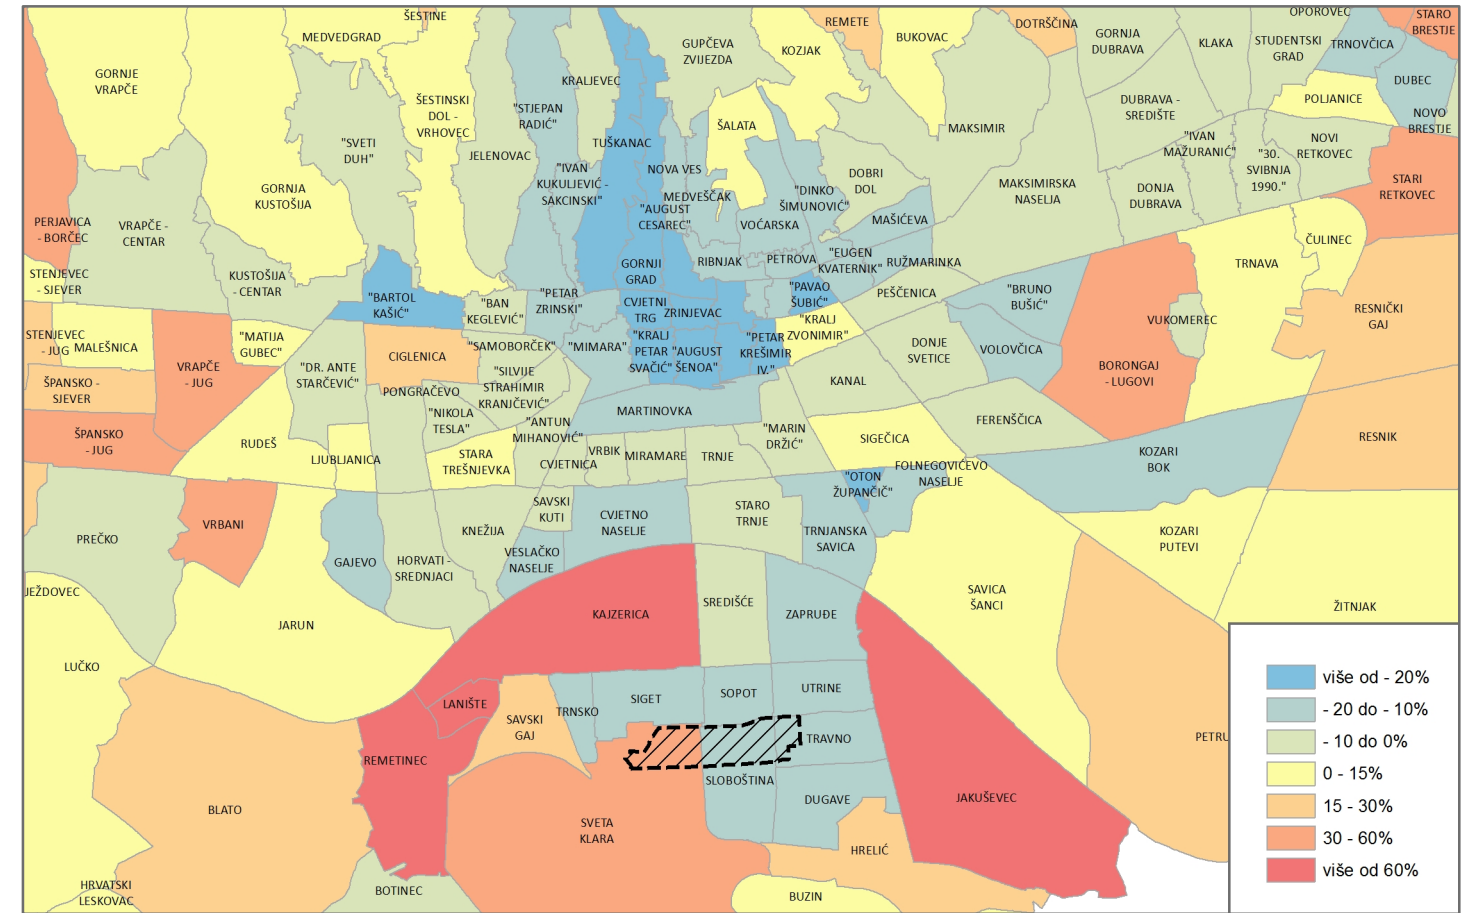 ŠESTINE
MEDVEDGRAD
REMETE
DOTRŠČINA
OPOROVEC
STARO
BRESTJE
GORNJE
VRAPČE
GUPČEVA
ZVIJEZDA
KOZJAK
BUKOVAC
GORNJA
DUBRAVA
KLAKA
STUDENTSKI
GRAD
TRNOVČICA
KRALJEVEC
DUBEC
ŠESTINSKI
DOL -
VRHOVEC
"STJEPAN
RADIĆ"
DUBRAVA -
SREDIŠTE
POLJANICE
NOVO
BRESTJE
"SVETI
DUH"
JELENOVAC
TUŠKANAC
ŠALATA
MAKSIMIR
"IVAN
MAŽURANIĆ"
"30.
SVIBNJA
1990."
NOVI
RETKOVEC
"IVAN
KUKULJEVIĆ -
SAKCINSKI"
NOVA VES
MEDVEŠČAK
"DINKO
ŠIMUNOVIĆ"
DOBRI
DOL
MAKSIMIRSKA
NASELJA
DONJA
DUBRAVA
STARI
RETKOVEC
GORNJA
KUSTOŠIJA
"AUGUST
CESAREC"
VOĆARSKA
MAŠIĆEVA
PERJAVICA
- BORČEC
VRAPČE -
CENTAR
ČULINEC
STENJEVEC
- SJEVER
KUSTOŠIJA
- CENTAR
GORNJI
GRAD
RIBNJAK
PETROVA
"EUGEN
KVATERNIK"
RUŽMARINKA
TRNAVA
"BARTOL
KAŠIĆ"
"BAN
KEGLEVIĆ"
"PETAR
ZRINSKI"
CVJETNI
TRG
ZRINJEVAC
"PAVAO
ŠUBIĆ"
PEŠČENICA
"BRUNO
BUŠIĆ"
RESNIČKI
GAJ
STENJEVEC
- JUG
MALEŠNICA
"MATIJA
GUBEC"
CIGLENICA
"SAMOBORČEK"
"MIMARA"
"KRALJ
PETAR
SVAČIĆ"
"AUGUST
ŠENOA"
"PETAR
KREŠIMIR
IV."
"KRALJ
ZVONIMIR"
DONJE
SVETICE
VOLOVČICA
VUKOMEREC
BORONGAJ
- LUGOVI
ŠPANSKO -
SJEVER
VRAPČE
- JUG
"DR. ANTE
STARČEVIĆ"
PONGRAČEVO
"SILVIJE
STRAHIMIR
KRANJČEVIĆ"
KANAL
"NIKOLA
TESLA"
MARTINOVKA
FERENŠČICA
ŠPANSKO
- JUG
RUDEŠ
"ANTUN
MIHANOVIĆ"
"MARIN
DRŽIĆ"
SIGEČICA
RESNIK
LJUBLJANICA
STARA
TREŠNJEVKA
CVJETNICA
VRBIK
MIRAMARE
TRNJE
KOZARI
BOK
FOLNEGOVIĆEVO
NASELJE
"OTON
ŽUPANČIČ"
PREČKO
VRBANI
SAVSKI
KUTI
KNEŽIJA
CVJETNO
NASELJE
STARO
TRNJE
TRNJANSKA
SAVICA
KOZARI
PUTEVI
GAJEVO
HORVATI -
SREDNJACI
VESLAČKO
NASELJE
JEŽDOVEC
SAVICA
ŠANCI
ŽITNJAK
JARUN
KAJZERICA
SREDIŠĆE
ZAPRUĐE
LUČKO
LANIŠTE
SAVSKI
GAJ
TRNSKO
SIGET
SOPOT
UTRINE
TRAVNO
PETRU
REMETINEC
BLATO
SVETA
KLARA
SLOBOŠTINA
DUGAVE
JAKUŠEVEC
HRELIĆ
HRVATSKI
LESKOVAC
BOTINEC
BUZIN
više od - 20%
- 20 do - 10%
- 10 do 0%
0 - 15%
15 - 30%
30 - 60%
više od 60%